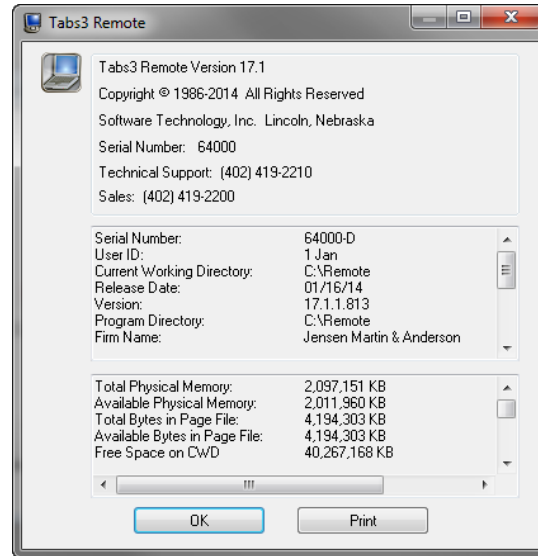 Tabs3 Remote
Tabs3 Remote Version 17.1
Copyright © 1986-2014 All Rights Reserved
Software Technology, Inc. Lincoln, Nebraska
Serial Number: 64000
Technical Support: (402) 419-2210
Sales: (402) 419-2200
Serial Number: 64000-D
User ID: 1 Jan
Current Working Directory: C:\Remote
Release Date: 01/16/14
Version: 17.1.1.813
Program Directory: C:\Remote
Firm Name: Jensen Martin & Anderson
Total Physical Memory: 2,097,151 KB
Available Physical Memory: 2,011,960 KB
Total Bytes in Page File: 4,194,303 KB
Available Bytes in Page File: 4,194,303 KB
Free Space on CWD 40,267,168 KB
OK Print